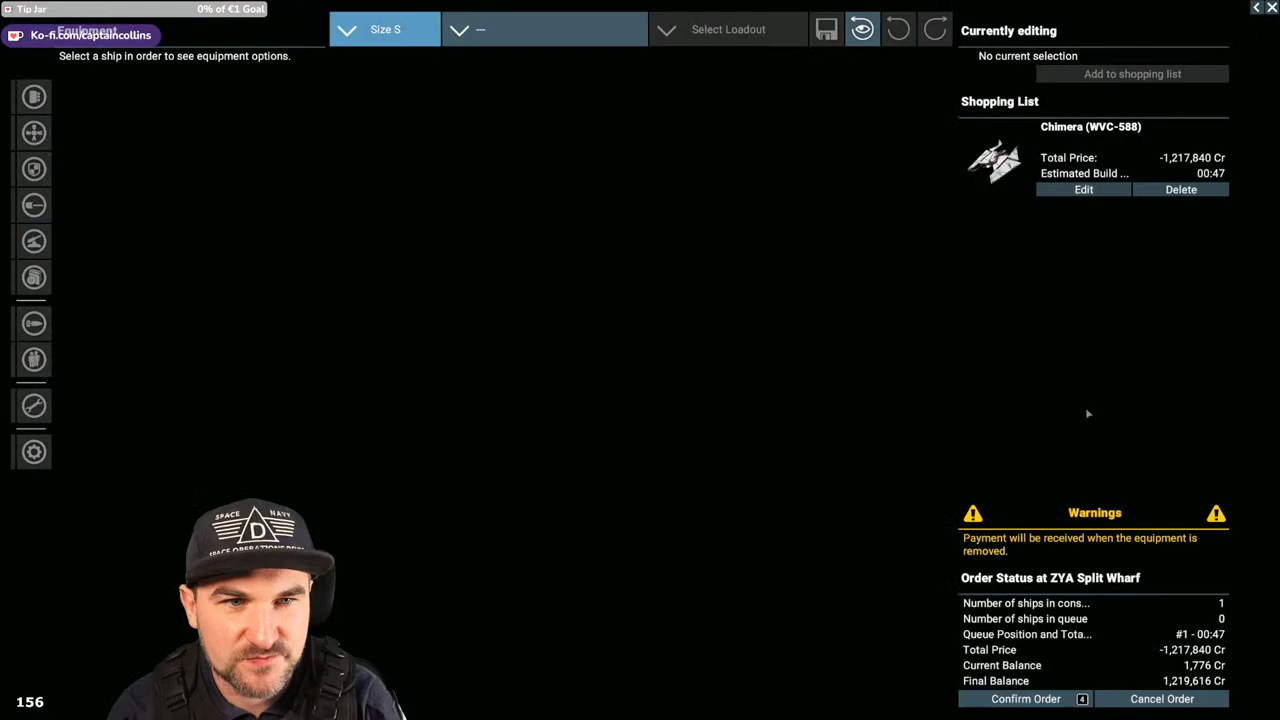 Tip Jar
0% of €1 Goal
Ko-fi.com/captaincollins
Equipment
Select a ship in order to see equipment options.
Size S
---
Select Loadout
Currently editing
No current selection
Add to shopping list
Shopping List
Chimera (WVC-588)
Total Price:
-1,217,840 Cr
Estimated Build ...
00:47
Edit
Delete
Warnings
Payment will be received when the equipment is
removed.
Order Status at ZYA Split Wharf
Number of ships in cons...
1
Number of ships in queue
0
Queue Position and Tota...
#1 - 00:47
Total Price
-1,217,840 Cr
Current Balance
1,776 Cr
Final Balance
1,219,616 Cr
Confirm Order
4
Cancel Order
SPACE NAVY
D
SPACE OPERATIONS
156